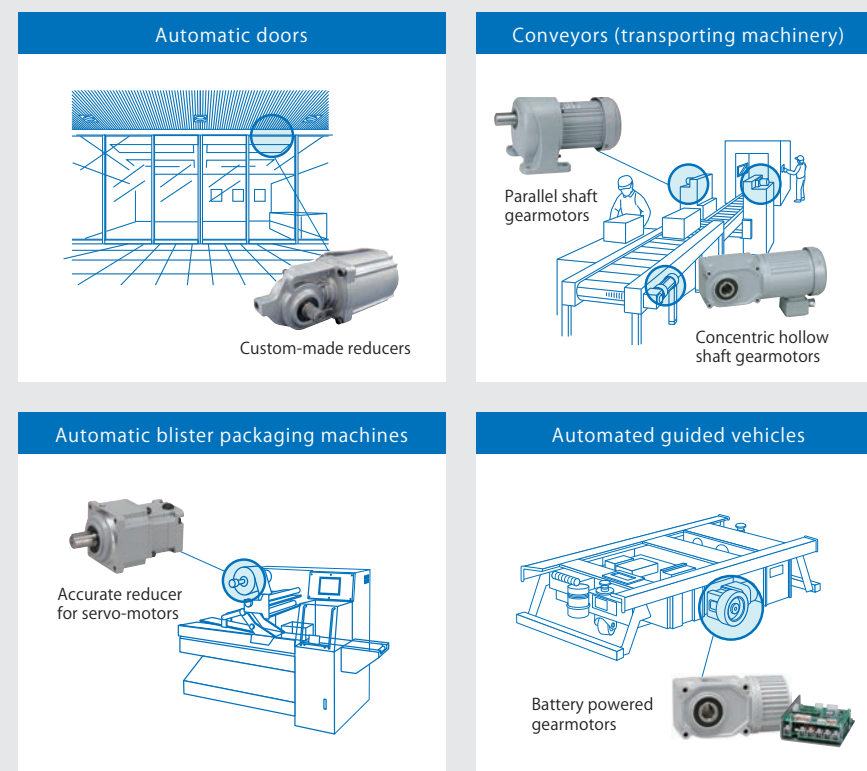 Automatic doors
Custom-made reducers
Conveyors (transporting machinery)
Parallel shaft
gearmotors
Concentric hollow
shaft gearmotors
Automatic blister packaging machines
Accurate reducer
for servo-motors
Automated guided vehicles
Battery powered
gearmotors